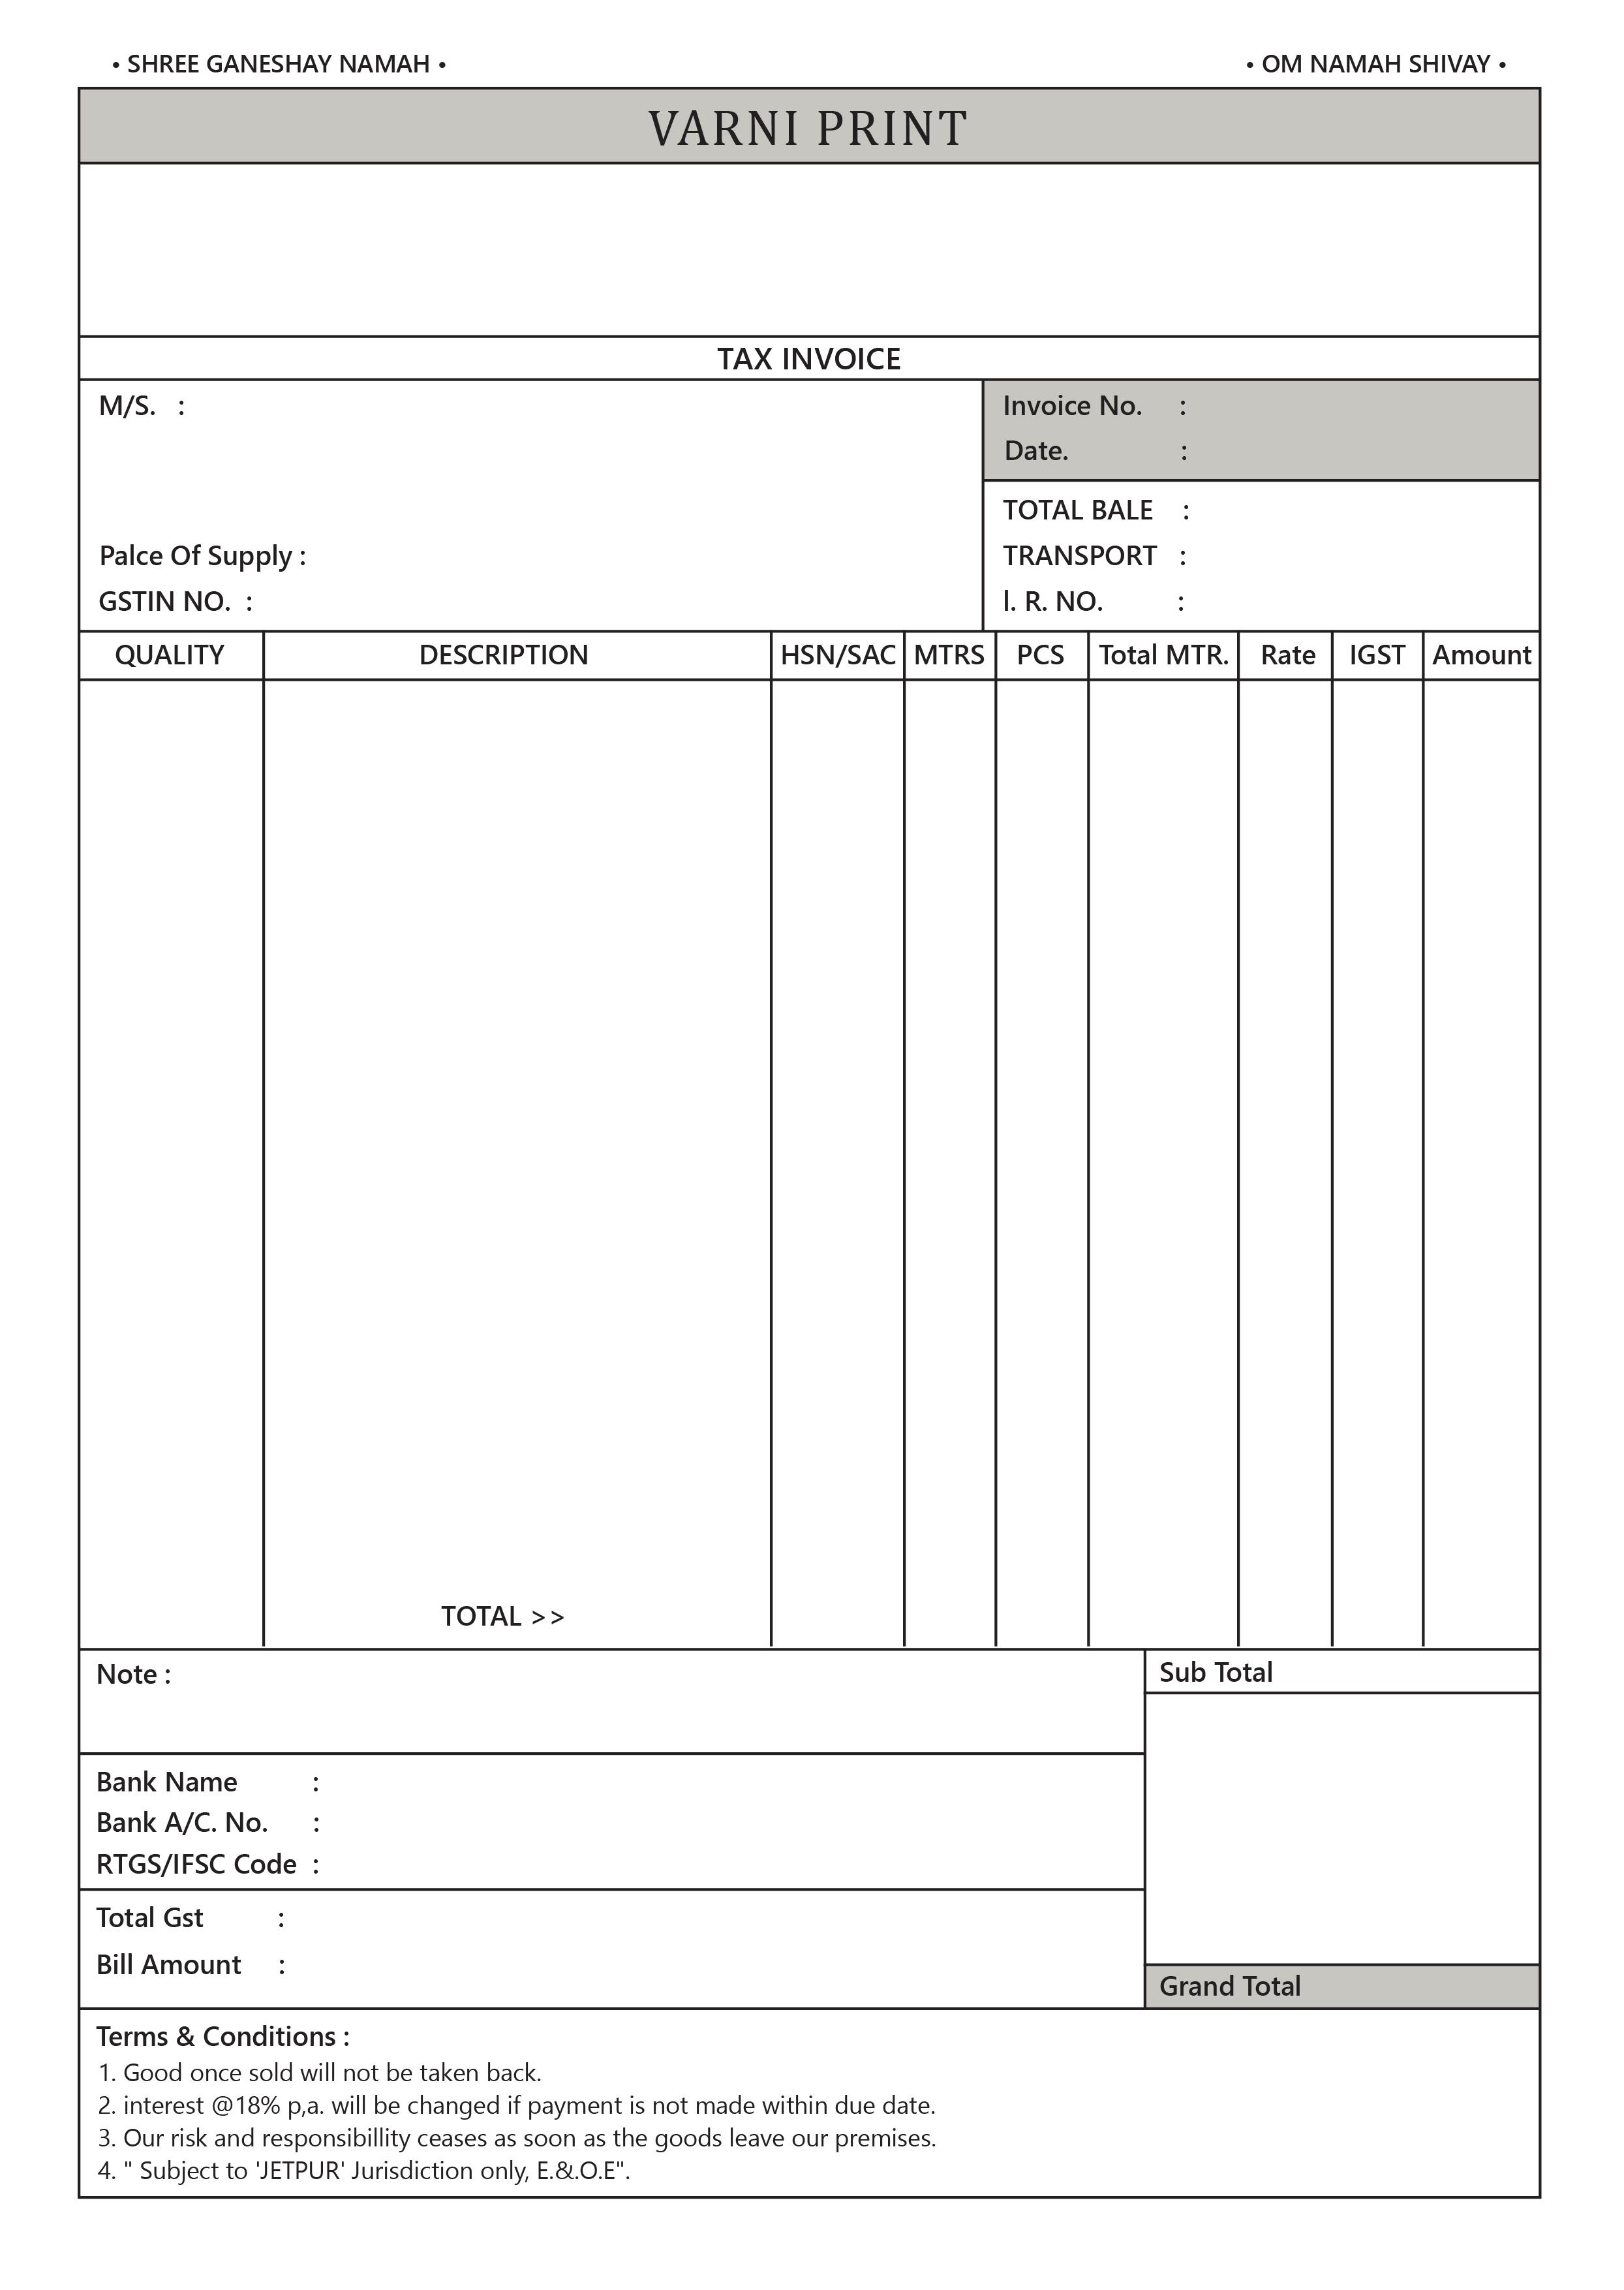 • SHREE GANESHAY NAMAH • • OM NAMAH SHIVAY •
VARNI PRINT
TAX INVOICE
M/S. :
Palce Of Supply :
GSTIN NO. :
Invoice No. :
Date. :
TOTAL BALE :
TRANSPORT :
l. R. NO. :
QUALITY DESCRIPTION HSN/SAC MTRS PCS Total MTR. Rate IGST Amount
TOTAL >>
Note :
Bank Name :
Bank A/C. No. :
RTGS/IFSC Code :
Total Gst :
Bill Amount :
Sub Total
Grand Total
Terms & Conditions :
1. Good once sold will not be taken back.
2. interest @18% p,a. will be changed if payment is not made within due date.
3. Our risk and responsibillity ceases as soon as the goods leave our premises.
4. " Subject to 'JETPUR' Jurisdiction only, E.&.O.E".